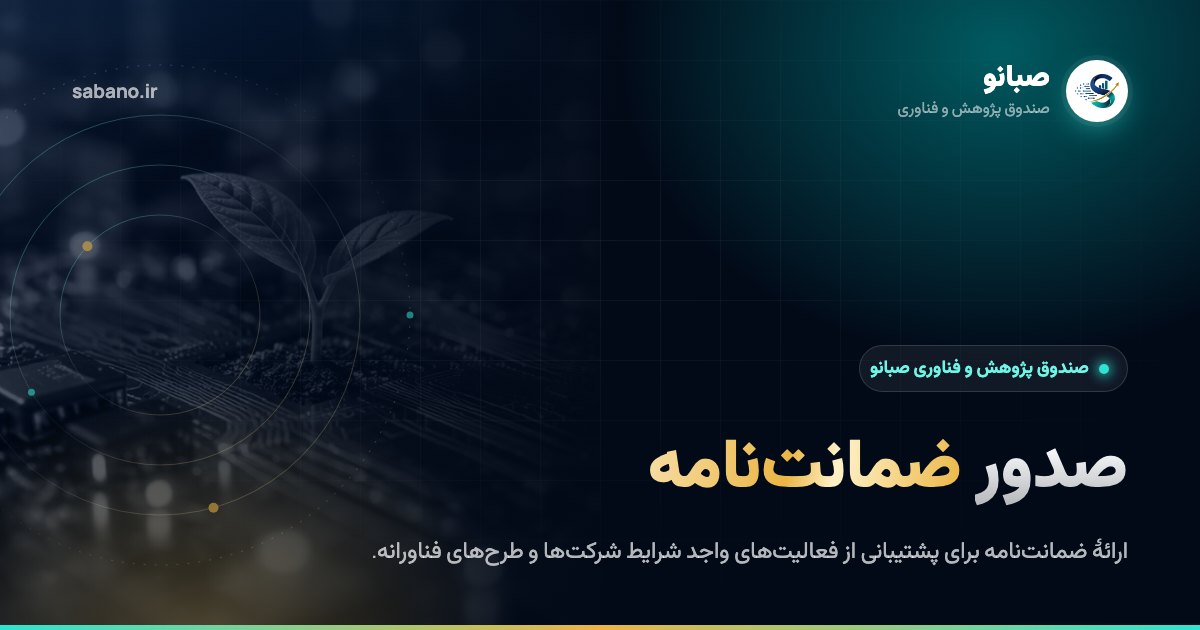 صبانو
صندوق پژوهش و فناوری
sabano.ir
صندوق پژوهش و فناوری صبانو
صدور ضمانت‌نامه
ارائهٔ ضمانت‌نامه برای پشتیبانی از فعالیت‌های واجد شرایط شرکت‌ها و طرح‌های فناورانه.